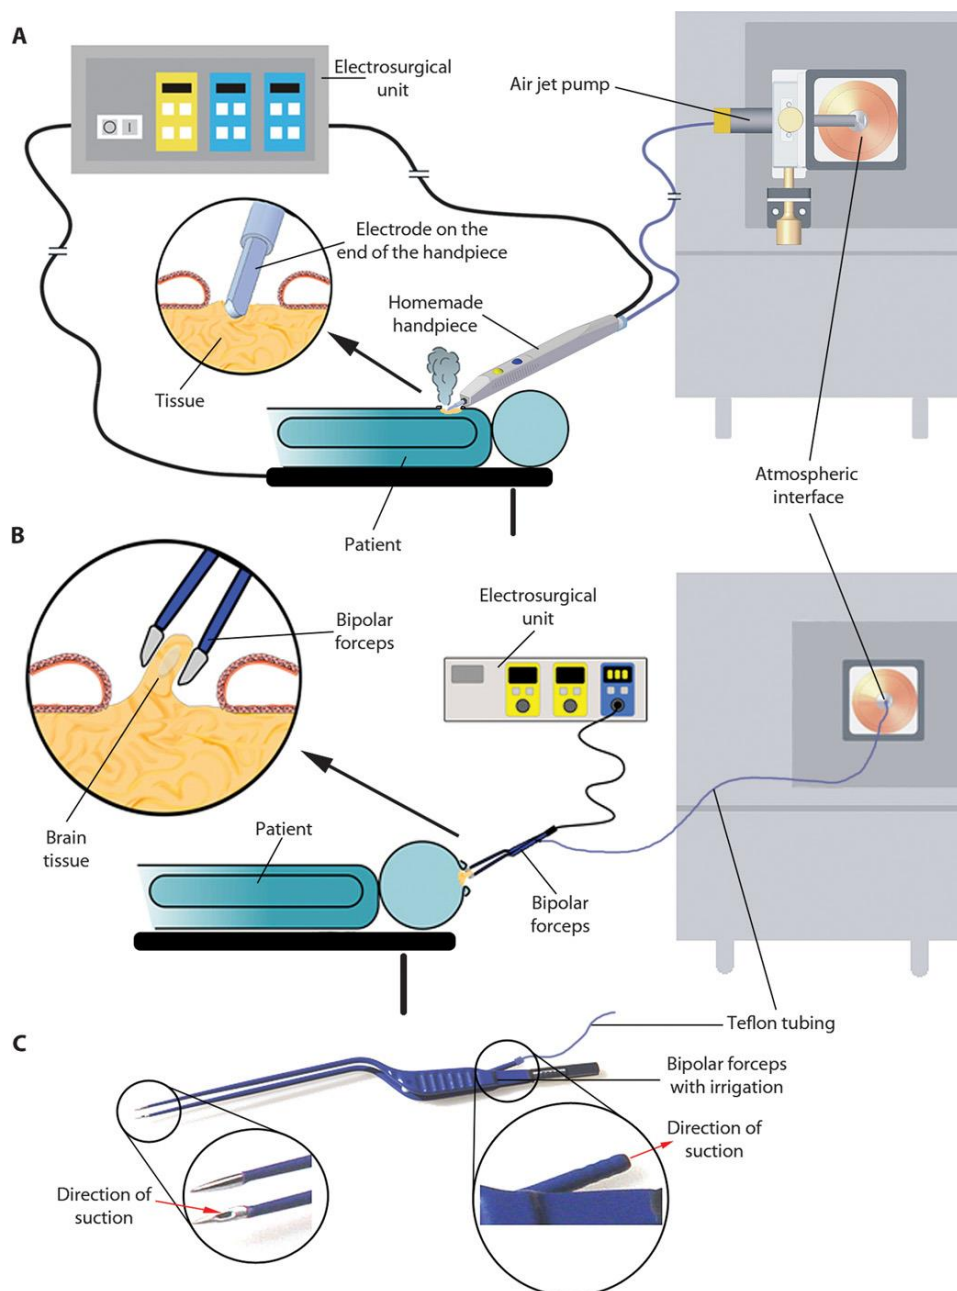 A
Electrosurgical
unit
Air jet pump
Electrode on the
end of the handpiece
Homemade
handpiece
Tissue
Patient
Atmospheric
interface
B
Bipolar
forceps
Electrosurgical
unit
Brain
tissue
Patient
Bipolar
forceps
Teflon tubing
C
Bipolar forceps
with irrigation
Direction of
suction
Direction of
suction